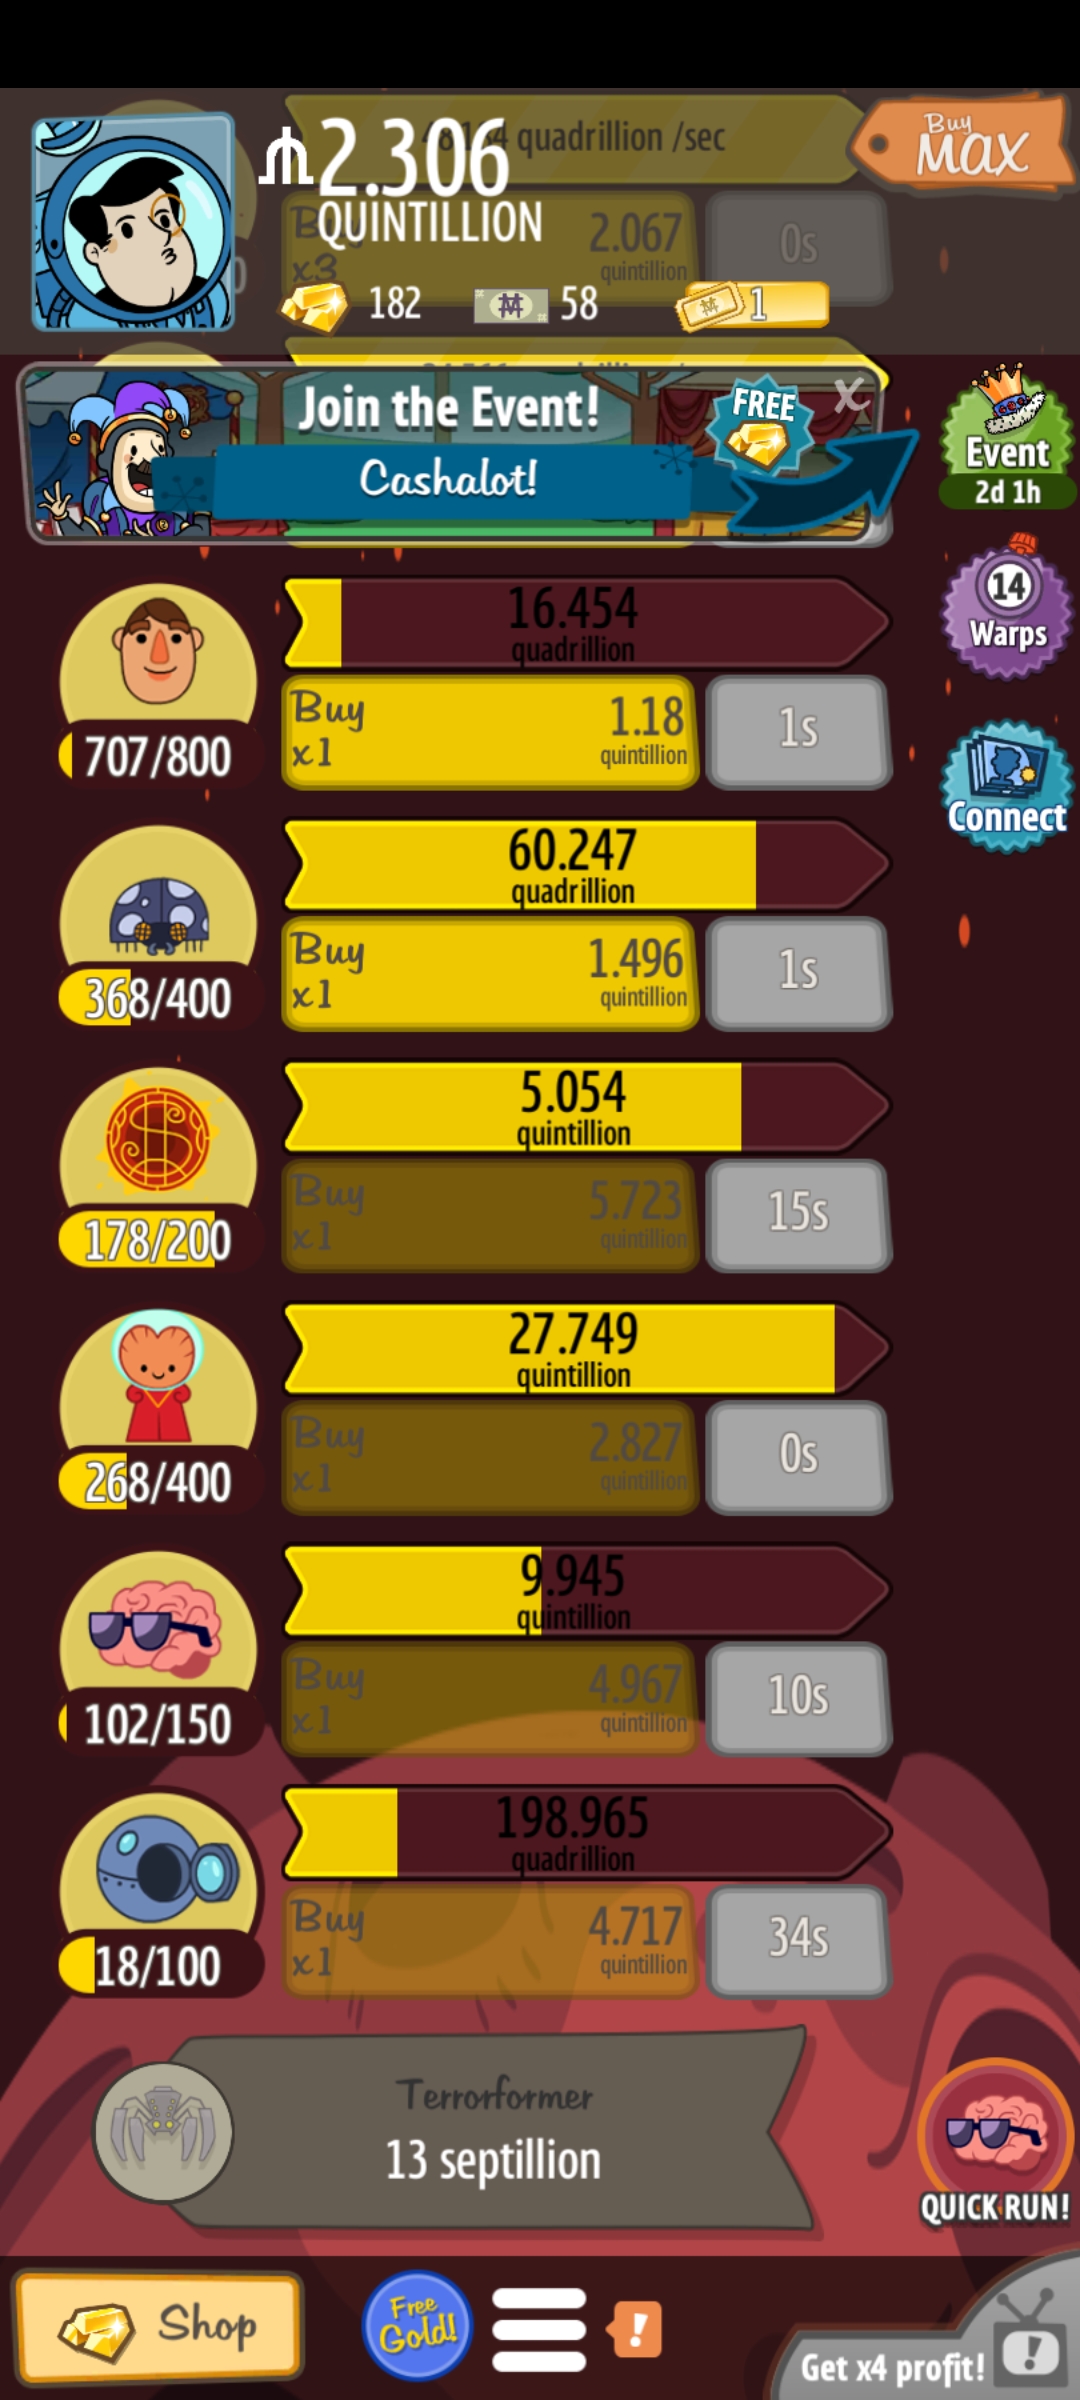 quadrillion /sec
Buy
MAX
2.306
QUINTILLION
x3
2.067
quintillion
0s
182
58
1
Join the Event!
FREE
X
Cashalot!
Event
2d 1h
14
Warps
Connect
16.454
quadrillion
707/800
Buy
x1
1.18
quintillion
1s
60.247
quadrillion
368/400
Buy
x1
1.496
quintillion
1s
5.054
quintillion
178/200
Buy
x1
5.723
quintillion
15s
27.749
quintillion
268/400
Buy
x1
2.827
quintillion
0s
9.945
quintillion
102/150
Buy
x1
4.967
quintillion
10s
198.965
quadrillion
18/100
Buy
x1
4.717
quintillion
34s
Terrorformer
13 septillion
QUICK RUN!
Shop
Free
Gold!
!
Get x4 profit!
!